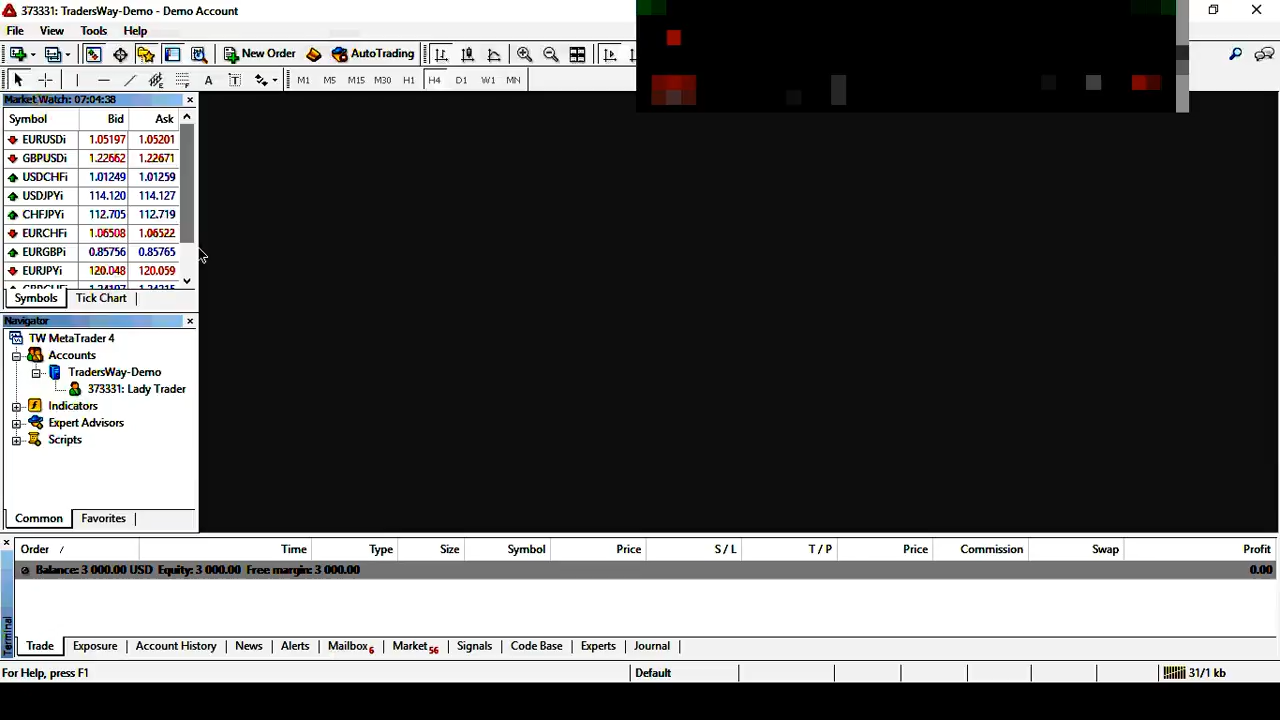 373331: TradersWay-Demo - Demo Account
File View Tools Help
New Order AutoTrading
M1 M5 M15 M30 H1 H4 D1 W1 MN
Market Watch: 07:04:38
Symbol Bid Ask
EURUSDi 1.05197 1.05201
GBPUSDi 1.22662 1.22671
USDCHFi 1.01249 1.01259
USDJPYi 114.120 114.127
CHFJPYi 112.705 112.719
EURCHFi 1.06508 1.06522
EURGBPi 0.85756 0.85765
EURJPYi 120.048 120.059
Symbols Tick Chart
Navigator
TW MetaTrader 4
Accounts
TradersWay-Demo
373331: Lady Trader
Indicators
Expert Advisors
Scripts
Common Favorites
Order / Time Type Size Symbol Price S / L T / P Price Commission Swap Profit
Balance: 3 000.00 USD Equity: 3 000.00 Free margin: 3 000.00 0.00
Terminal
Trade Exposure Account History News Alerts Mailbox 6 Market 56 Signals Code Base Experts Journal
For Help, press F1 Default 31/1 kb